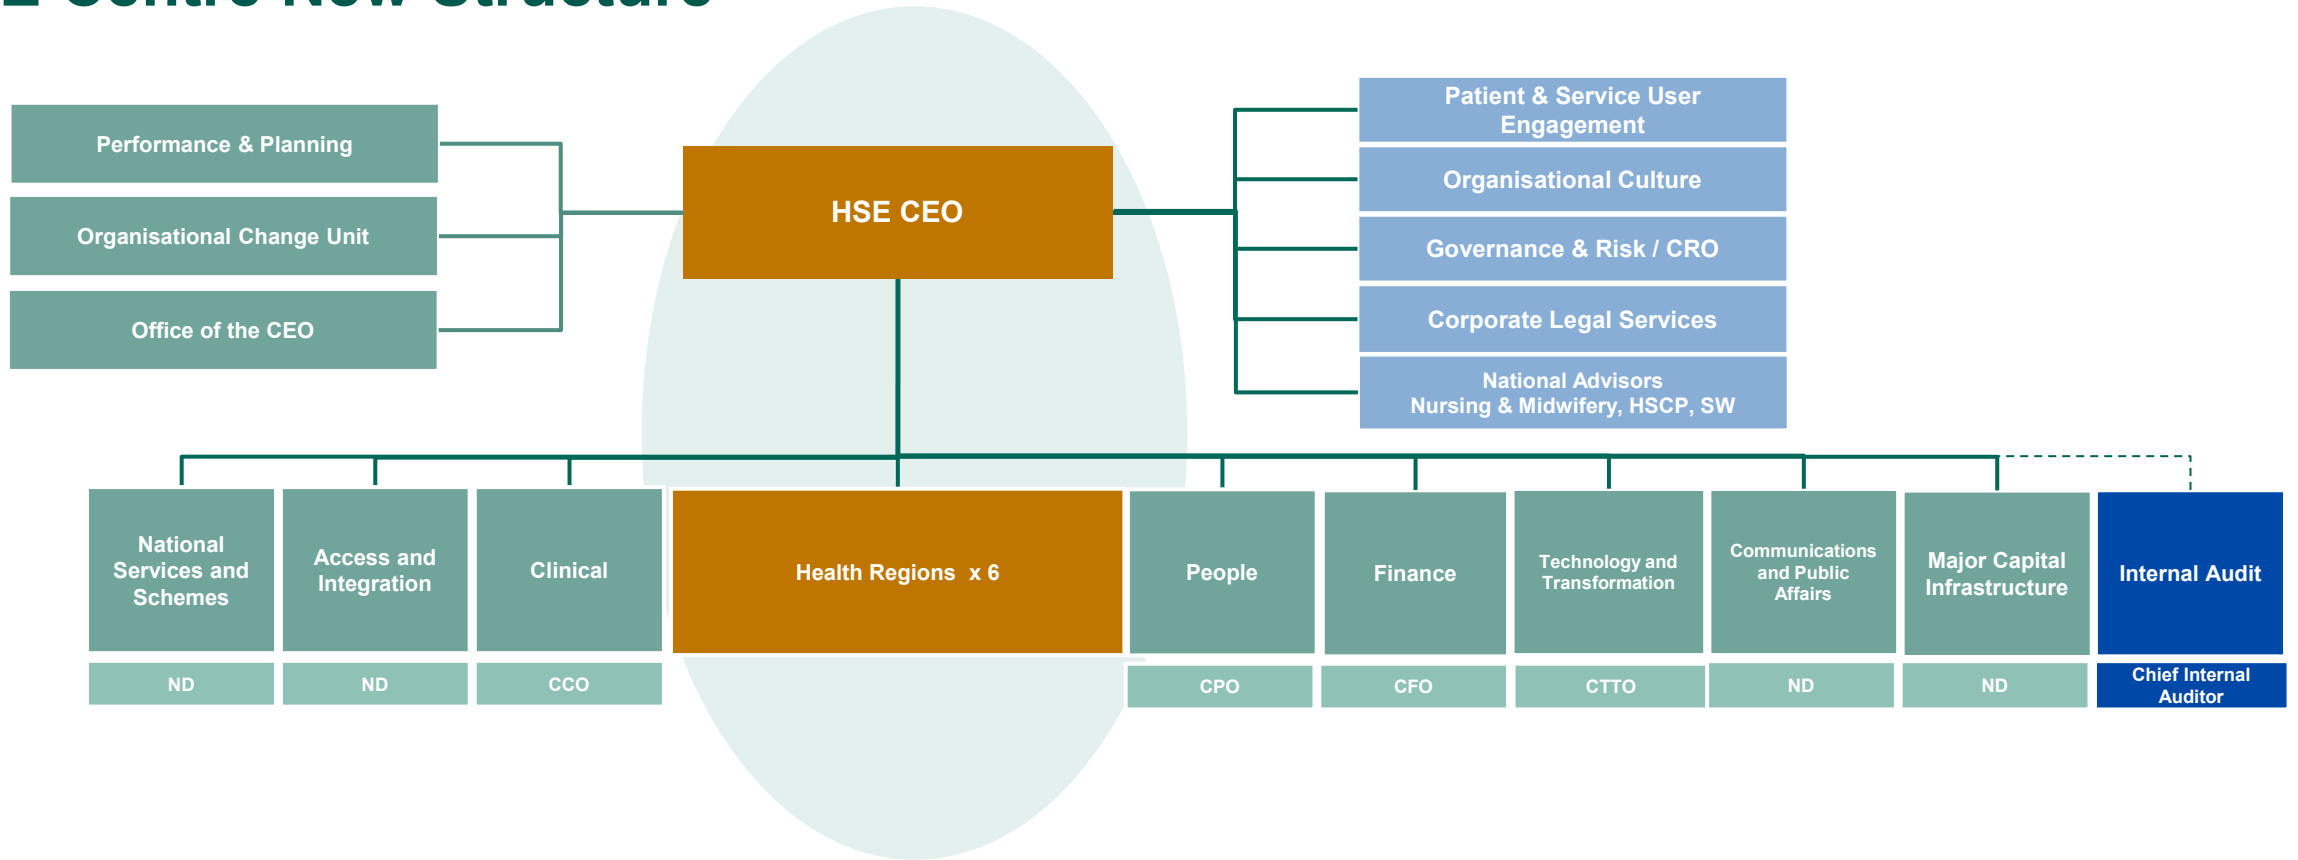 Centre New Structure
Patient & Service User
Engagement
Performance & Planning
Organisational Culture
HSE CEO
Organisational Change Unit
Governance & Risk / CRO
Office of the CEO
Corporate Legal Services
National Advisors
Nursing & Midwifery, HSCP, SW
National
Services and
Schemes
Access and
Integration
Clinical
Health Regions x 6
People
Finance
Technology and
Transformation
Communications
and Public
Affairs
Major Capital
Infrastructure
Internal Audit
ND
ND
CCO
CPO
CFO
CTTO
ND
ND
Chief Internal
Auditor